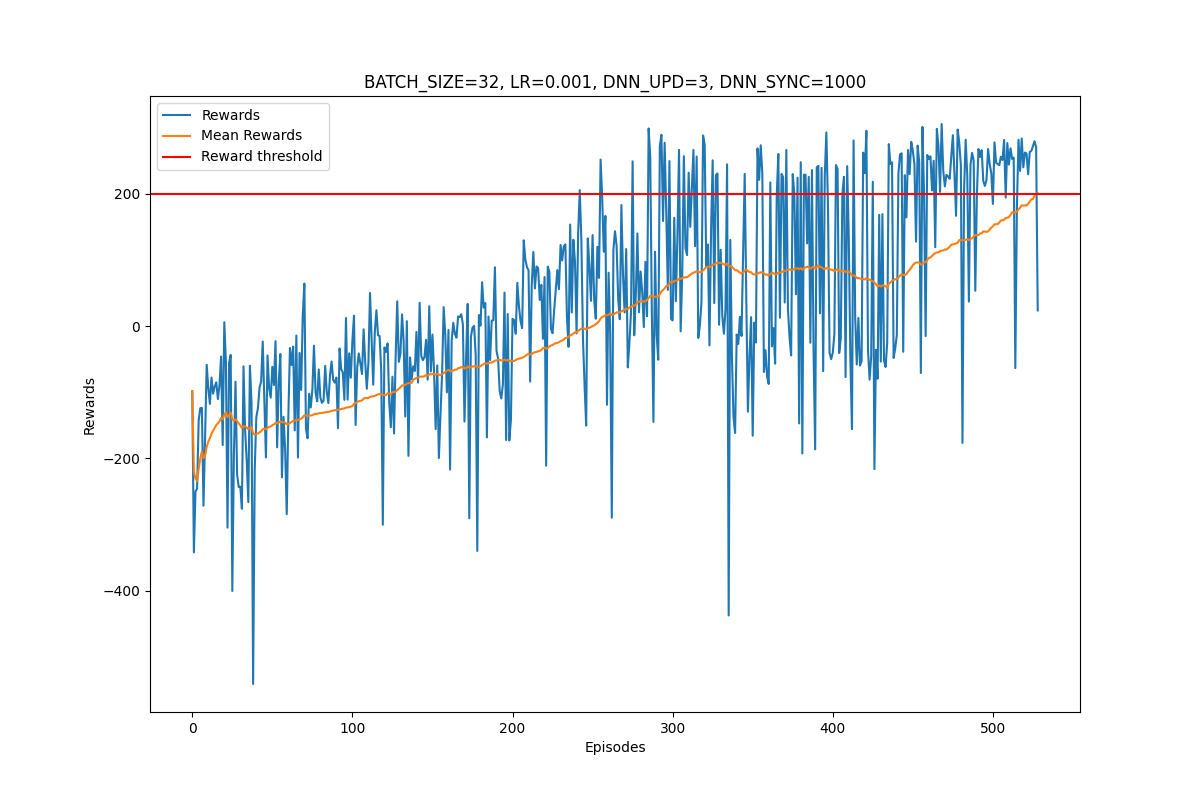 BATCH_SIZE=32, LR=0.001, DNN_UPD=3, DNN_SYNC=1000
Rewards
Mean Rewards
Reward threshold
200
0
−200
−400
Rewards
0
100
200
300
400
500
Episodes